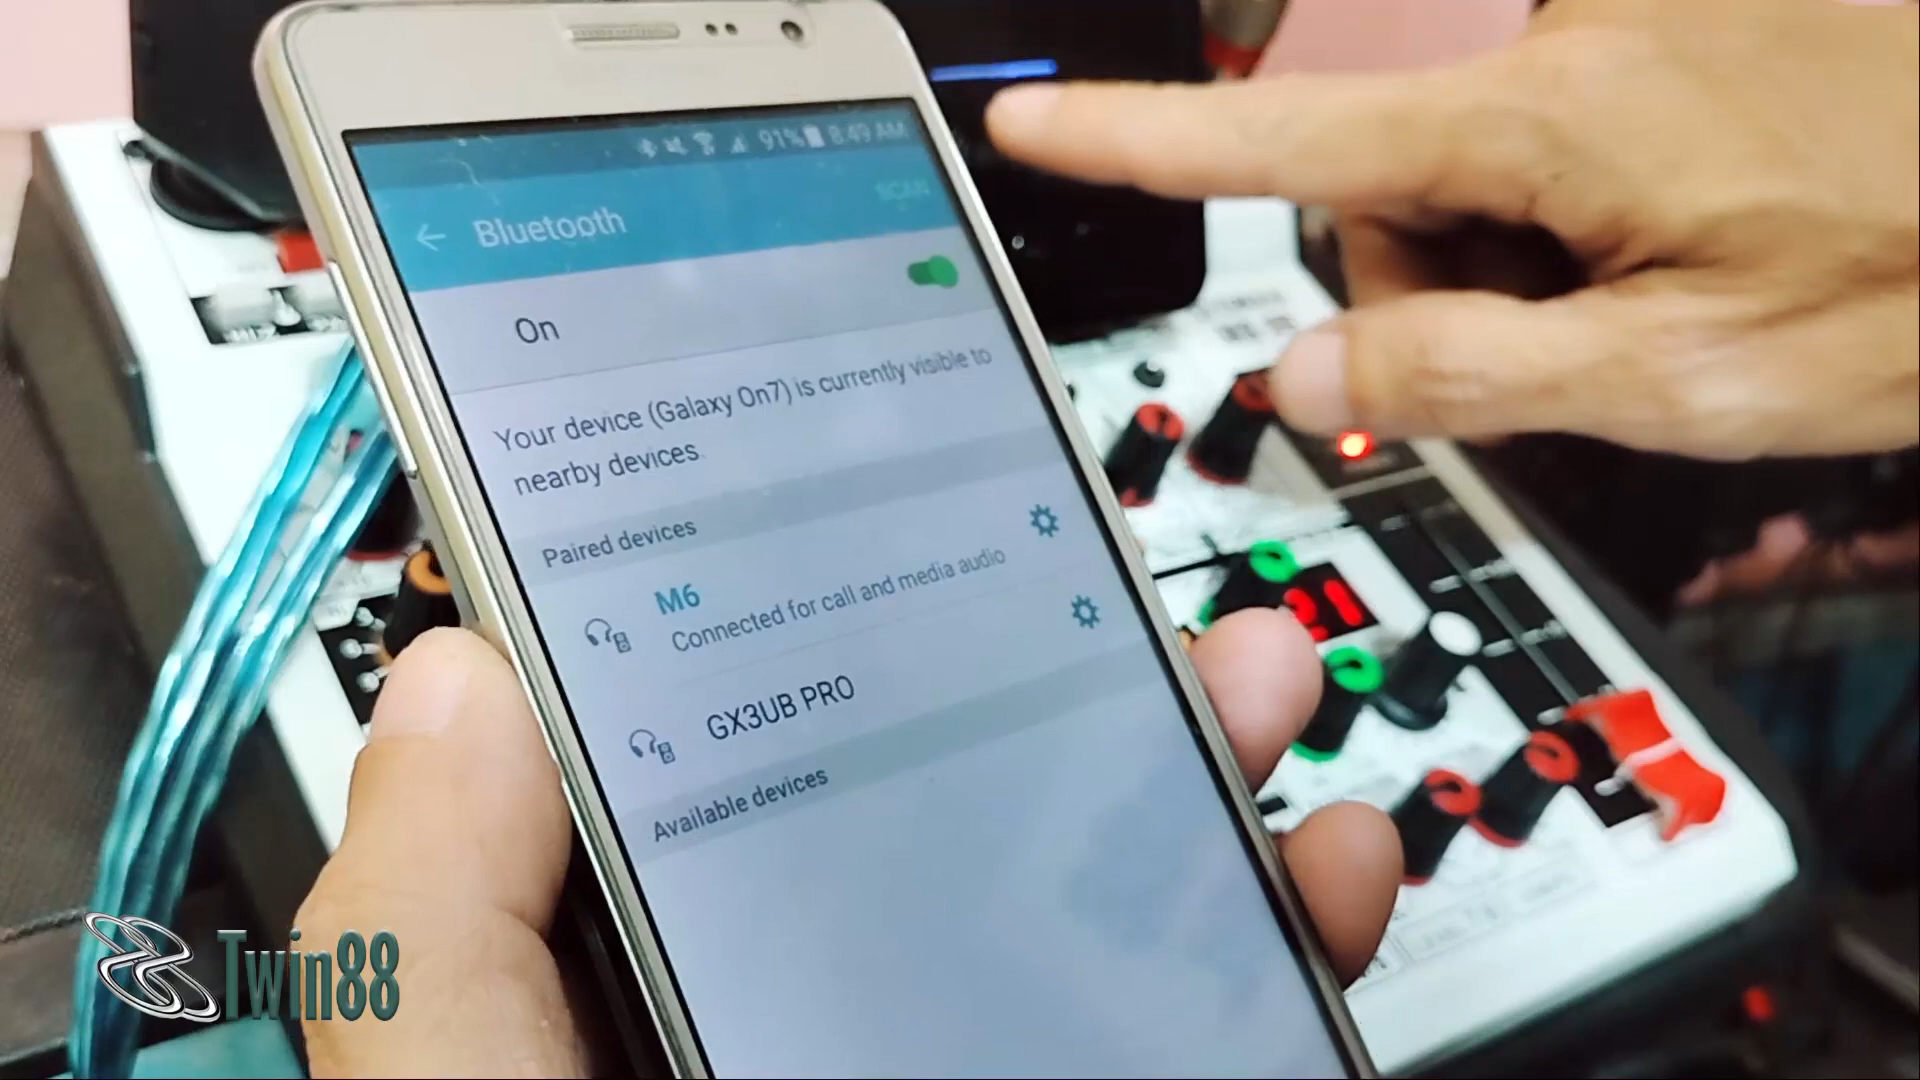 91% 8:49 AM
Bluetooth
SCAN
On
Your device (Galaxy On7) is currently visible to
nearby devices.
Paired devices
M6
Connected for call and media audio
GX3UB PRO
Available devices
Twin88